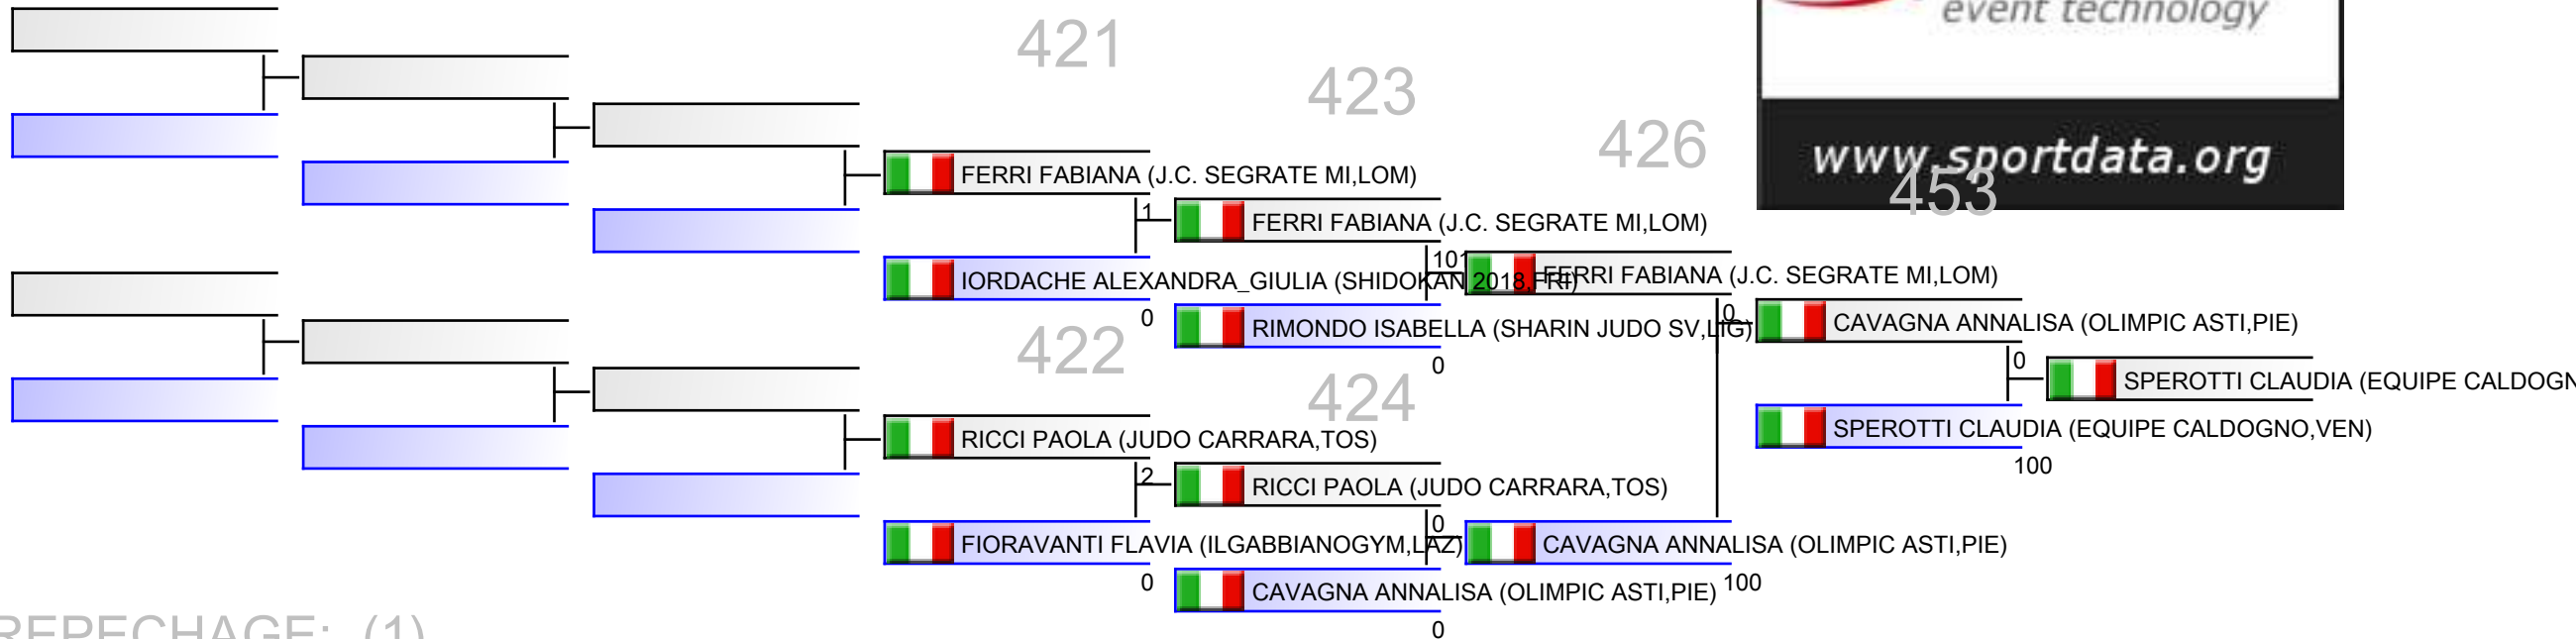 event technology
421
423
426
www.sportdata.org
453
FERRI FABIANA (J.C. SEGRATE MI,LOM)
1
FERRI FABIANA (J.C. SEGRATE MI,LOM)
101
FERRI FABIANA (J.C. SEGRATE MI,LOM)
IORDACHE ALEXANDRA_GIULIA (SHIDOKAN 2018,FRI)
0
RIMONDO ISABELLA (SHARIN JUDO SV,LIG)
0
0
CAVAGNA ANNALISA (OLIMPIC ASTI,PIE)
0
SPEROTTI CLAUDIA (EQUIPE CALDOGN
SPEROTTI CLAUDIA (EQUIPE CALDOGNO,VEN)
100
422
424
RICCI PAOLA (JUDO CARRARA,TOS)
2
RICCI PAOLA (JUDO CARRARA,TOS)
0
FIORAVANTI FLAVIA (ILGABBIANOGYM,LAZ)
0
CAVAGNA ANNALISA (OLIMPIC ASTI,PIE)
100
CAVAGNA ANNALISA (OLIMPIC ASTI,PIE)
0
REPECHAGE: (1)